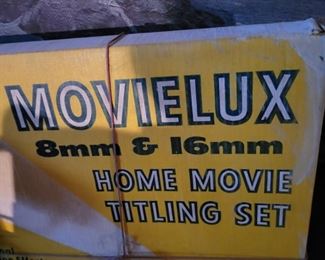 MOVIELUX
8mm & 16mm
HOME MOVIE
TITLING SET